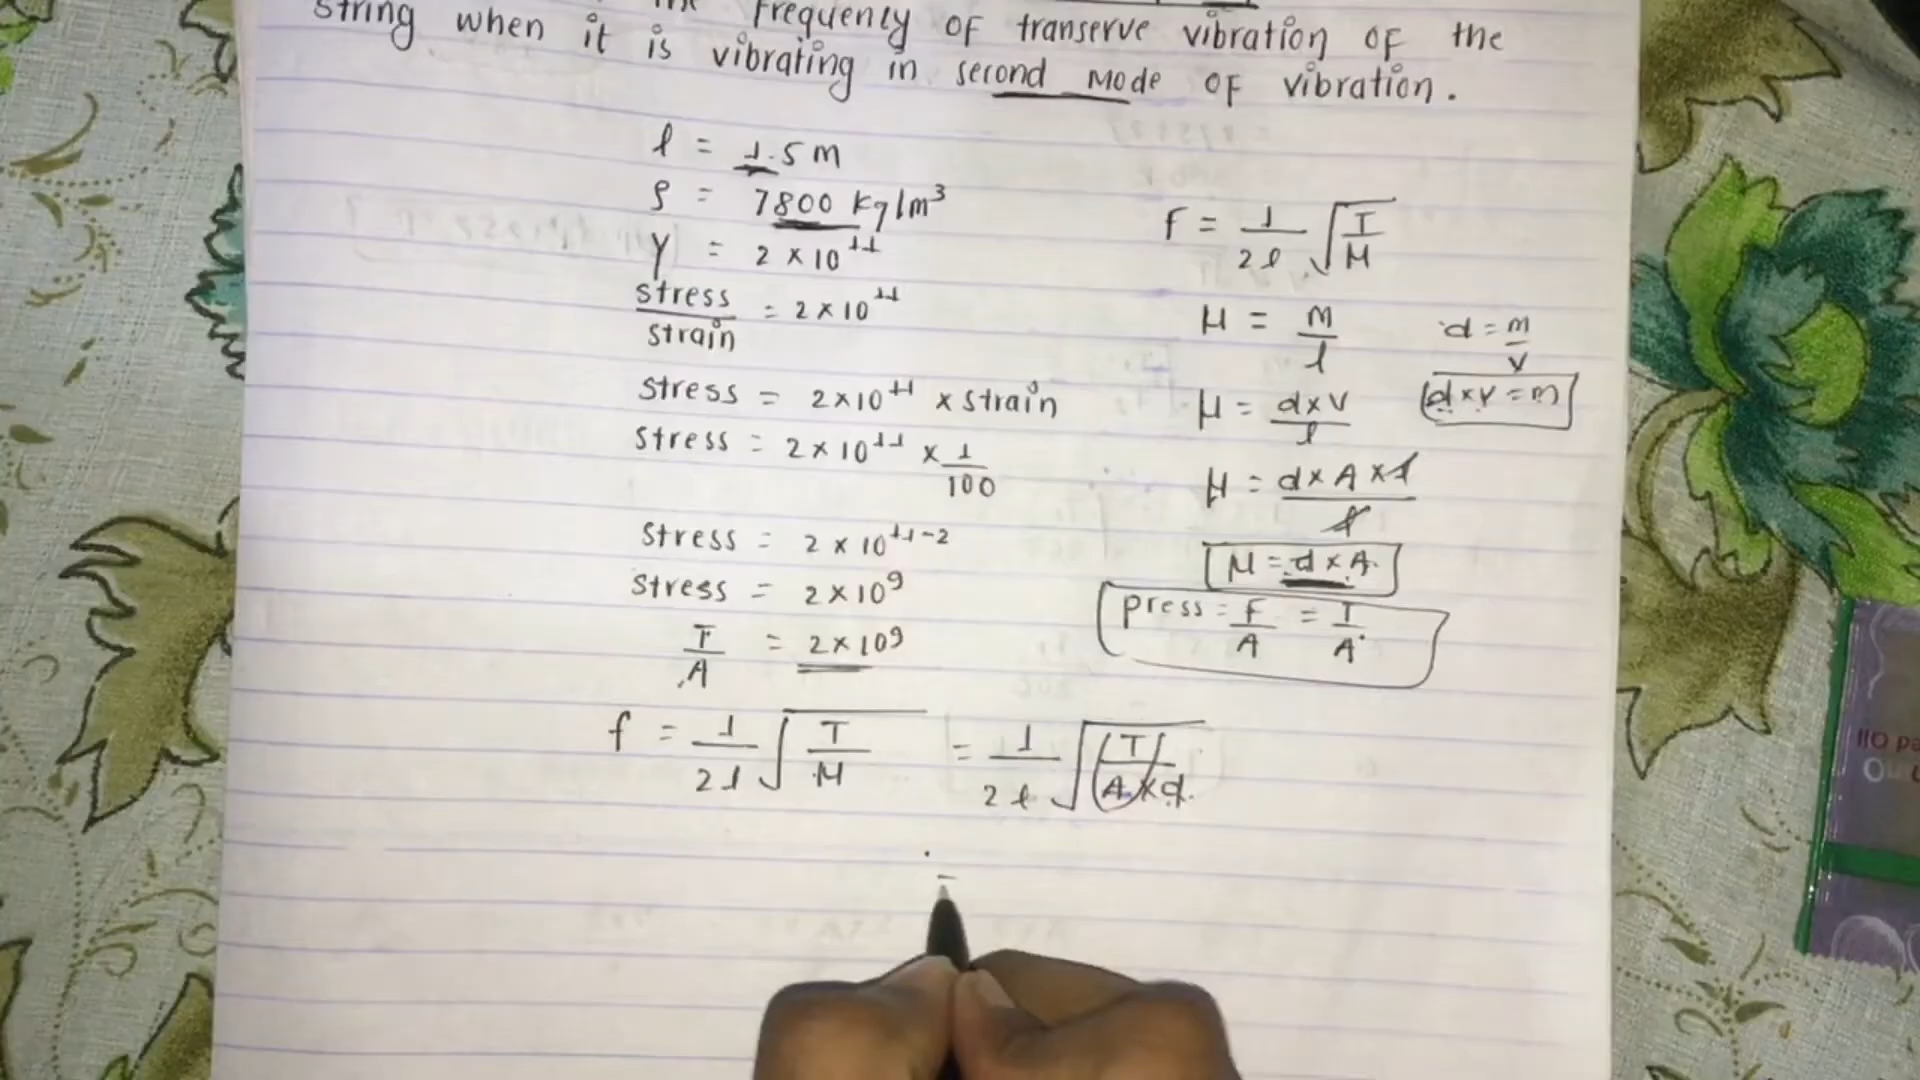 Frequency of transerve vibration of the
string when it is vibrating in second mode of vibration.
l = 1.5 m
ρ = 7800 kg/m³
Y = 2 × 10¹¹
stress/strain = 2 × 10¹¹
stress = 2×10¹¹ × strain
stress = 2×10¹¹ × 1/100
stress = 2 × 10¹¹⁻²
stress = 2×10⁹
T/A = 2×10⁹
f = 1/2l √T/μ = 1/2l √(T/A×d)
f = 1/2l √T/μ
μ = m/l
d = m/v
d×v = m
μ = d×v/l
μ = d×A×l/l
μ = d×A
press = F/A = T/A
=